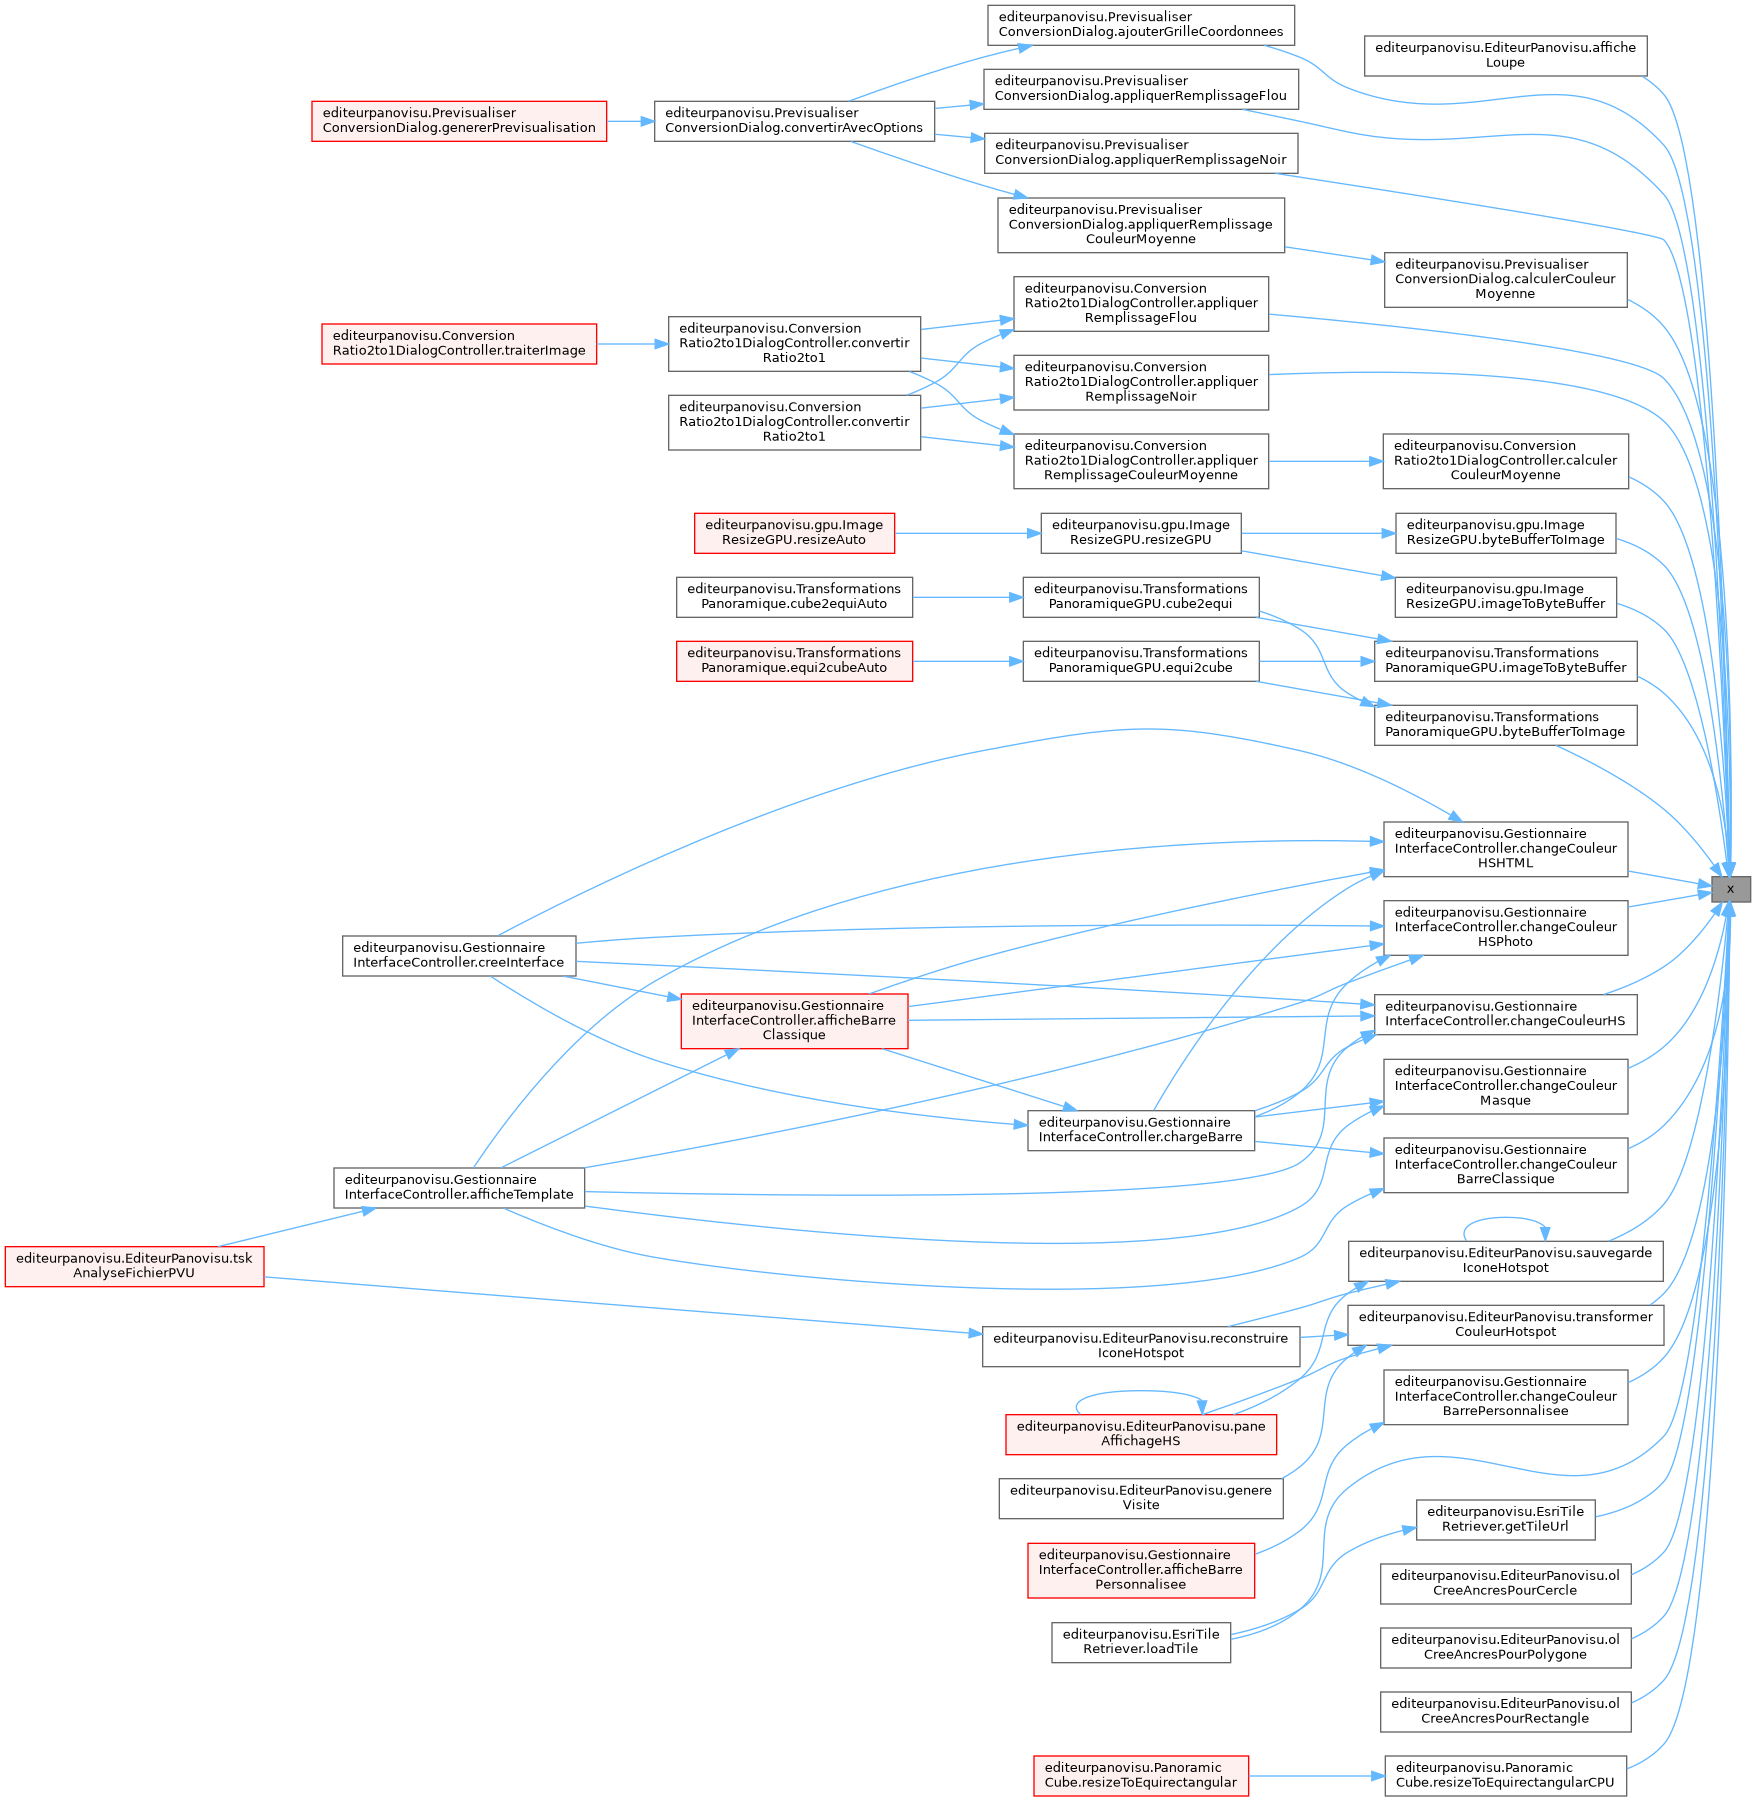 editeurpanovisu.Previsualiser
ConversionDialog.ajouterGrilleCoordonnees
editeurpanovisu.EditeurPanovisu.affiche
Loupe
editeurpanovisu.Previsualiser
ConversionDialog.appliquerRemplissageFlou
editeurpanovisu.Previsualiser
ConversionDialog.genererPrevisualisation
editeurpanovisu.Previsualiser
ConversionDialog.convertirAvecOptions
editeurpanovisu.Previsualiser
ConversionDialog.appliquerRemplissageNoir
editeurpanovisu.Previsualiser
ConversionDialog.appliquerRemplissage
CouleurMoyenne
editeurpanovisu.Previsualiser
ConversionDialog.calculerCouleur
Moyenne
editeurpanovisu.Conversion
Ratio2to1DialogController.appliquer
RemplissageFlou
editeurpanovisu.Conversion
Ratio2to1DialogController.traiterImage
editeurpanovisu.Conversion
Ratio2to1DialogController.convertir
Ratio2to1
editeurpanovisu.Conversion
Ratio2to1DialogController.appliquer
RemplissageNoir
editeurpanovisu.Conversion
Ratio2to1DialogController.convertir
Ratio2to1
editeurpanovisu.Conversion
Ratio2to1DialogController.appliquer
RemplissageCouleurMoyenne
editeurpanovisu.Conversion
Ratio2to1DialogController.calculer
CouleurMoyenne
editeurpanovisu.gpu.Image
ResizeGPU.resizeAuto
editeurpanovisu.gpu.Image
ResizeGPU.resizeGPU
editeurpanovisu.gpu.Image
ResizeGPU.byteBufferToImage
editeurpanovisu.Transformations
Panoramique.cube2equiAuto
editeurpanovisu.Transformations
PanoramiqueGPU.cube2equi
editeurpanovisu.gpu.Image
ResizeGPU.imageToByteBuffer
editeurpanovisu.Transformations
Panoramique.equi2cubeAuto
editeurpanovisu.Transformations
PanoramiqueGPU.equi2cube
editeurpanovisu.Transformations
PanoramiqueGPU.imageToByteBuffer
editeurpanovisu.Transformations
PanoramiqueGPU.byteBufferToImage
editeurpanovisu.Gestionnaire
InterfaceController.changeCouleur
HSHTML
x
editeurpanovisu.Gestionnaire
InterfaceController.changeCouleur
HSPhoto
editeurpanovisu.Gestionnaire
InterfaceController.creeInterface
editeurpanovisu.Gestionnaire
InterfaceController.afficheBarre
Classique
editeurpanovisu.Gestionnaire
InterfaceController.changeCouleurHS
editeurpanovisu.Gestionnaire
InterfaceController.changeCouleur
Masque
editeurpanovisu.Gestionnaire
InterfaceController.chargeBarre
editeurpanovisu.Gestionnaire
InterfaceController.changeCouleur
BarreClassique
editeurpanovisu.Gestionnaire
InterfaceController.afficheTemplate
editeurpanovisu.EditeurPanovisu.tsk
AnalyseFichierPVU
editeurpanovisu.EditeurPanovisu.sauvegarde
IconeHotspot
editeurpanovisu.EditeurPanovisu.transformer
CouleurHotspot
editeurpanovisu.EditeurPanovisu.reconstruire
IconeHotspot
editeurpanovisu.Gestionnaire
InterfaceController.changeCouleur
BarrePersonnalisee
editeurpanovisu.EditeurPanovisu.pane
AffichageHS
editeurpanovisu.EditeurPanovisu.genere
Visite
editeurpanovisu.EsriTile
Retriever.getTileUrl
editeurpanovisu.Gestionnaire
InterfaceController.afficheBarre
Personnalisee
editeurpanovisu.EditeurPanovisu.ol
CreeAncresPourCercle
editeurpanovisu.EsriTile
Retriever.loadTile
editeurpanovisu.EditeurPanovisu.ol
CreeAncresPourPolygone
editeurpanovisu.EditeurPanovisu.ol
CreeAncresPourRectangle
editeurpanovisu.Panoramic
Cube.resizeToEquirectangular
editeurpanovisu.Panoramic
Cube.resizeToEquirectangularCPU